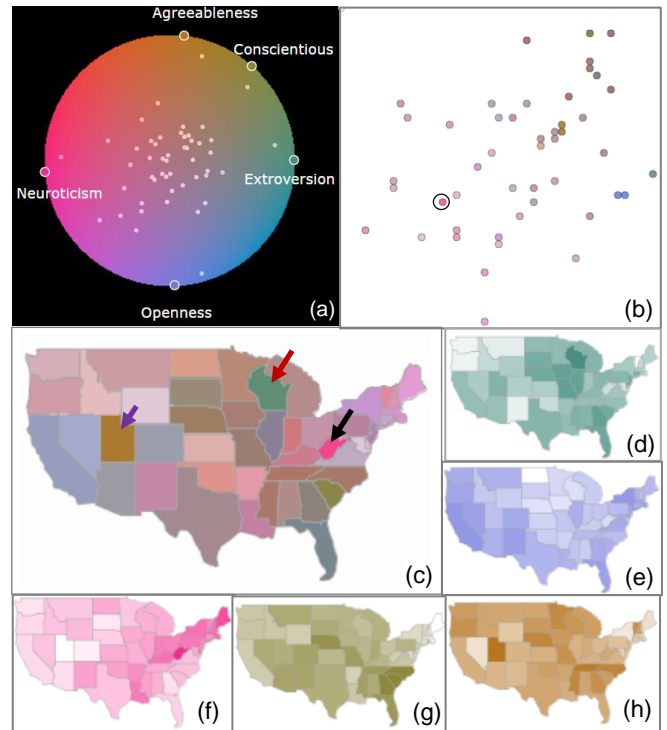 Agreeableness
Conscientious
Neuroticism
Extroversion
Openness
(a)
(b)
(c)
(d)
(e)
(f)
(g)
(h)